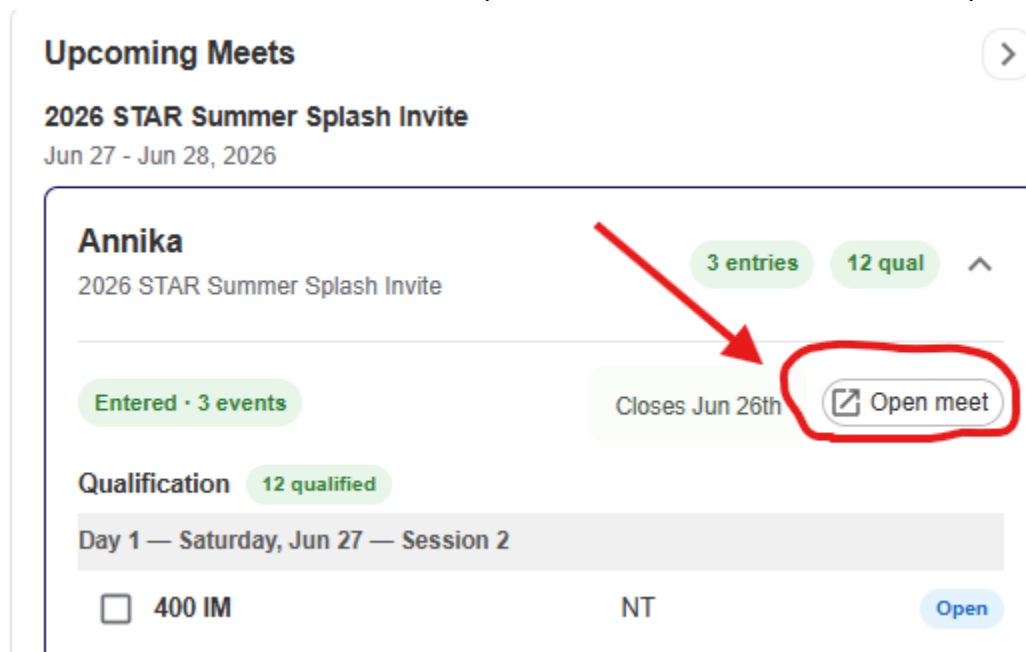 Upcoming Meets
2026 STAR Summer Splash Invite
Jun 27 - Jun 28, 2026
Annika
3 entries
12 qual
2026 STAR Summer Splash Invite
Entered · 3 events
Closes Jun 26th
Open meet
Qualification
12 qualified
Day 1 — Saturday, Jun 27 — Session 2
400 IM
NT
Open